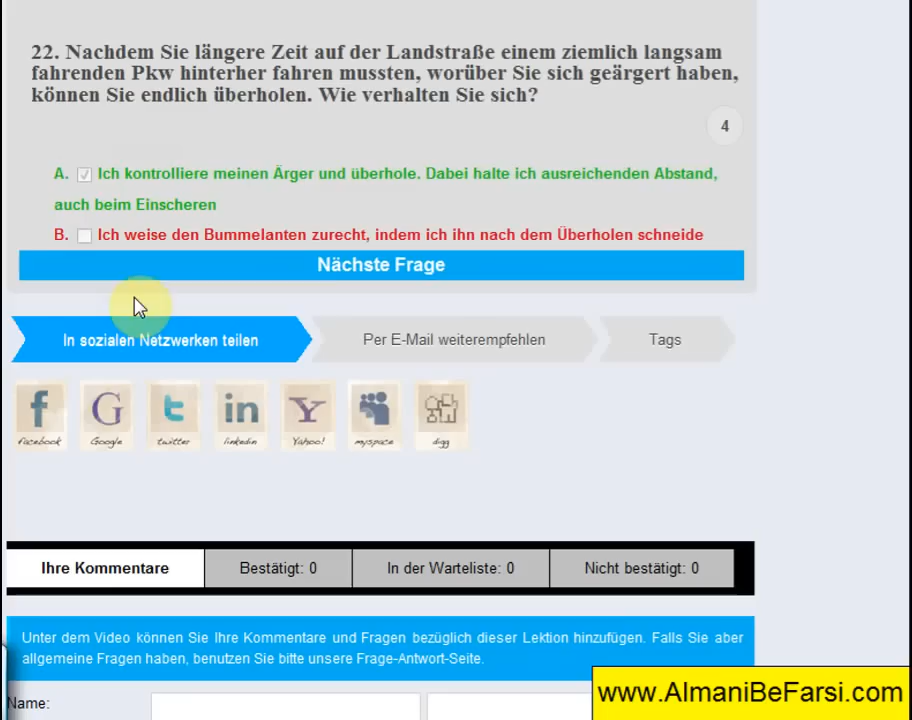 22. Nachdem Sie längere Zeit auf der Landstraße einem ziemlich langsam
fahrenden Pkw hinterher fahren mussten, worüber Sie sich geärgert haben,
können Sie endlich überholen. Wie verhalten Sie sich?
4
A. Ich kontrolliere meinen Ärger und überhole. Dabei halte ich ausreichenden Abstand,
auch beim Einscheren
B. Ich weise den Bummelanten zurecht, indem ich ihn nach dem Überholen schneide
Nächste Frage
In sozialen Netzwerken teilen
Per E-Mail weiterempfehlen
Tags
facebook
Google
twitter
linkedin
Yahoo!
myspace
digg
Ihre Kommentare
Bestätigt: 0
In der Warteliste: 0
Nicht bestätigt: 0
Unter dem Video können Sie Ihre Kommentare und Fragen bezüglich dieser Lektion hinzufügen. Falls Sie aber
allgemeine Fragen haben, benutzen Sie bitte unsere Frage-Antwort-Seite.
Name:
www.AlmaniBeFarsi.com